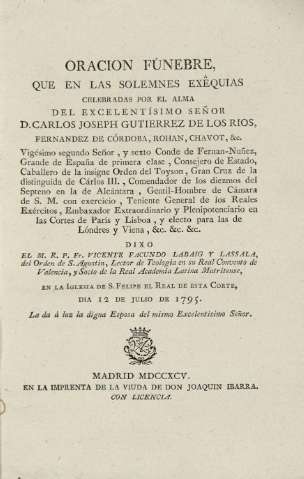 ORACION FÚNEBRE,
QUE EN LAS SOLEMNES EXÊQUIAS
CELEBRADAS POR EL ALMA
DEL EXCELENTÍSIMO SEÑOR
D. CARLOS JOSEPH GUTIERREZ DE LOS RIOS,
FERNANDEZ DE CÓRDOBA, ROHAN, CHAVOT, &c.
Vigésimo segundo Señor, y sexto Conde de Fernan-Nuñez,
Grande de España de primera clase, Consejero de Estado,
Caballero de la insigne Orden del Toyson, Gran Cruz de la
distinguida de Cárlos III., Comendador de los diezmos del
Septeno en la de Alcántara, Gentil-Hombre de Cámara
de S. M. con exercicio, Teniente General de los Reales
Exércitos, Embaxador Extraordinario y Plenipotenciario en
las Cortes de Paris y Lisboa, y electo para las de
Lóndres y Viena, &c. &c. &c.
DIXO
EL M. R. P. Fr. VICENTE FACUNDO LABAIG Y LASSALA,
del Orden de S. Agustin, Lector de Teología en su Real Convento de
Valencia, y Socio de la Real Academia Latina Matritense,
EN LA IGLESIA DE S. FELIPE EL REAL DE ESTA CORTE,
DIA 12 DE JULIO DE 1795.
La da á luz la digna Esposa del mismo Excelentísimo Señor.
MADRID MDCCXCV.
EN LA IMPRENTA DE LA VIUDA DE DON JOAQUIN IBARRA.
CON LICENCIA.